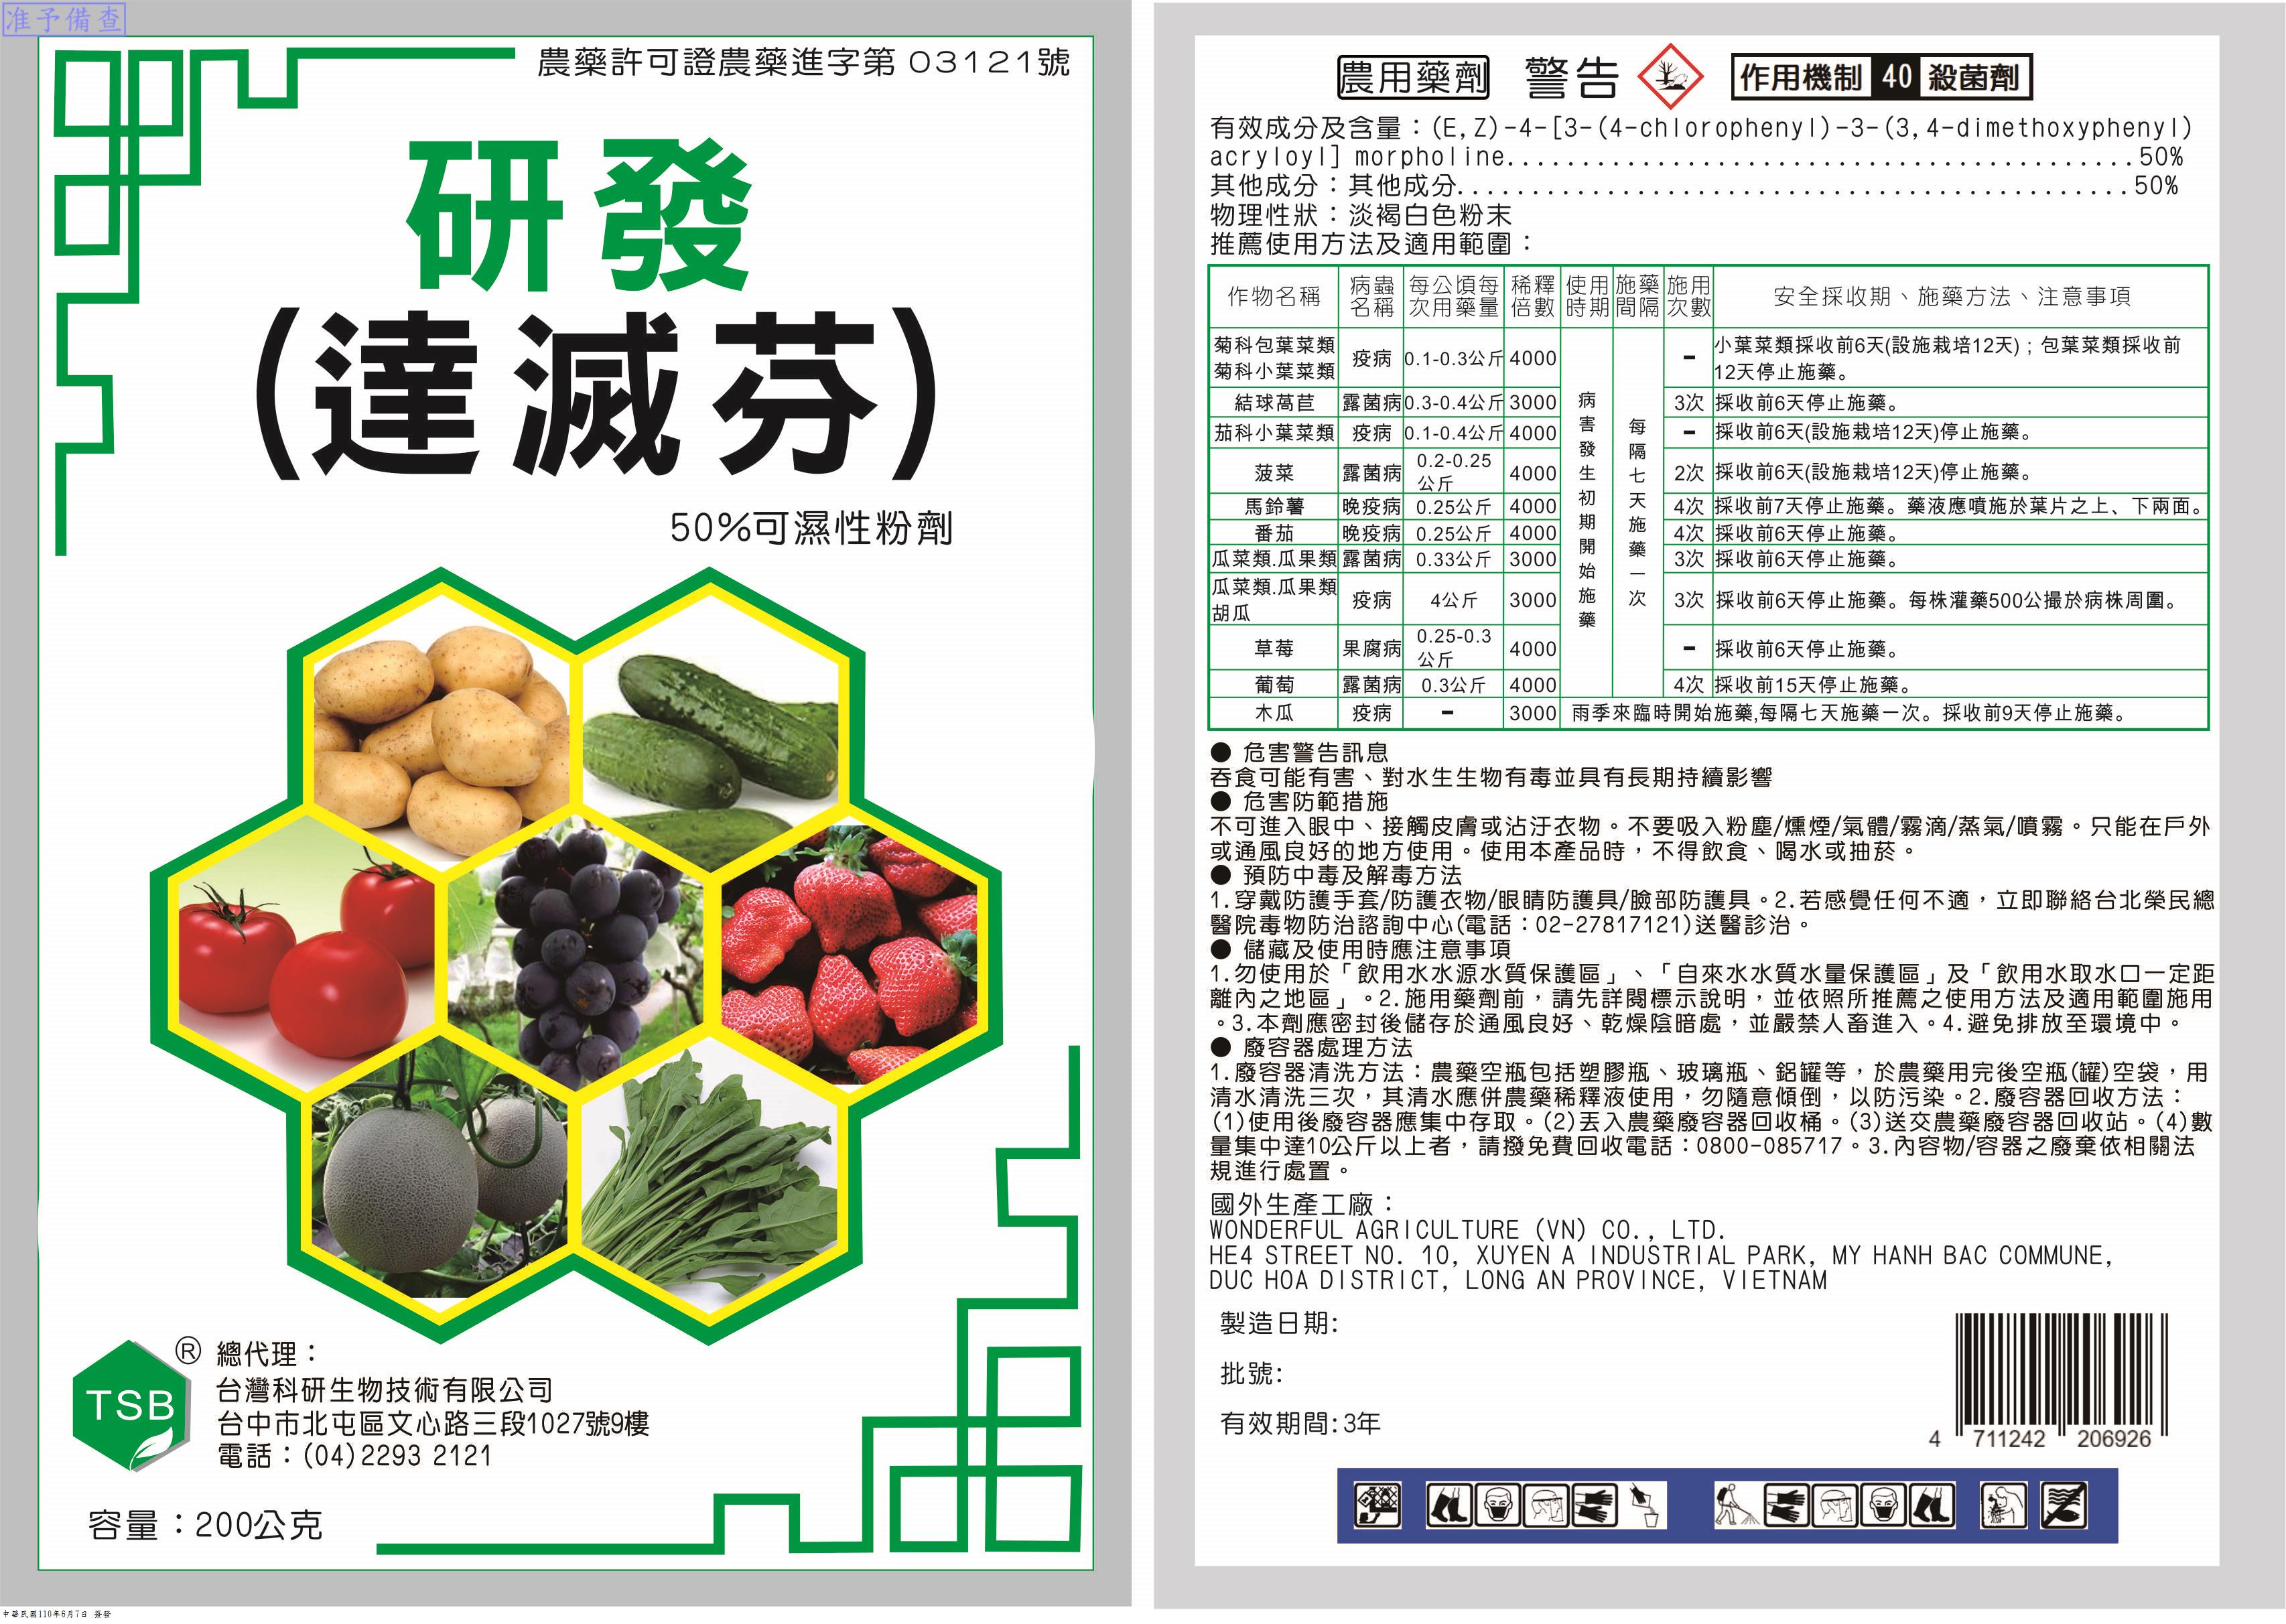 准予備查
農藥許可證農藥進字第 03121號
研發
(達滅芬)
50%可濕性粉劑
TSB
®
總代理：
台灣科研生物技術有限公司
台中市北屯區文心路三段1027號9樓
電話：(04)2293 2121
容量：200公克
中華民國110年6月7日 簽發
農用藥劑 警告 作用機制 40 殺菌劑
有效成分及含量：(E,Z)-4-[3-(4-chlorophenyl)-3-(3,4-dimethoxyphenyl)
acryloyl] morpholine..........................................50%
其他成分：其他成分.............................................50%
物理性狀：淡褐白色粉末
推薦使用方法及適用範圍：
作物名稱 病蟲名稱 每公頃每次用藥量 稀釋倍數 使用時期 施藥間隔 施用次數 安全採收期、施藥方法、注意事項
菊科包葉菜類 菊科小葉菜類 疫病 0.1-0.3公斤 4000 病害發生初期開始施藥 每隔七天施藥一次 - 小葉菜類採收前6天(設施栽培12天)；包葉菜類採收前
12天停止施藥。
結球萵苣 露菌病 0.3-0.4公斤 3000 3次 採收前6天停止施藥。
茄科小葉菜類 疫病 0.1-0.4公斤 4000 - 採收前6天(設施栽培12天)停止施藥。
菠菜 露菌病 0.2-0.25公斤 4000 2次 採收前6天(設施栽培12天)停止施藥。
馬鈴薯 晚疫病 0.25公斤 4000 4次 採收前7天停止施藥。藥液應噴施於葉片之上、下兩面。
番茄 晚疫病 0.25公斤 4000 4次 採收前6天停止施藥。
瓜菜類.瓜果類 露菌病 0.33公斤 3000 3次 採收前6天停止施藥。
瓜菜類.瓜果類 胡瓜 疫病 4公斤 3000 3次 採收前6天停止施藥。每株灌藥500公撮於病株周圍。
草莓 果腐病 0.25-0.3公斤 4000 - 採收前6天停止施藥。
葡萄 露菌病 0.3公斤 4000 4次 採收前15天停止施藥。
木瓜 疫病 - 3000 雨季來臨時開始施藥,每隔七天施藥一次。採收前9天停止施藥。
● 危害警告訊息
吞食可能有害、對水生生物有毒並具有長期持續影響
● 危害防範措施
不可進入眼中、接觸皮膚或沾汙衣物。不要吸入粉塵/燻煙/氣體/霧滴/蒸氣/噴霧。只能在戶外
或通風良好的地方使用。使用本產品時，不得飲食、喝水或抽菸。
● 預防中毒及解毒方法
1.穿戴防護手套/防護衣物/眼睛防護具/臉部防護具。2.若感覺任何不適，立即聯絡台北榮民總
醫院毒物防治諮詢中心(電話：02-27817121)送醫診治。
● 儲藏及使用時應注意事項
1.勿使用於「飲用水水源水質保護區」、「自來水水質水量保護區」及「飲用水取水口一定距
離內之地區」。2.施用藥劑前，請先詳閱標示說明，並依照所推薦之使用方法及適用範圍施用
。3.本劑應密封後儲存於通風良好、乾燥陰暗處，並嚴禁人畜進入。4.避免排放至環境中。
● 廢容器處理方法
1.廢容器清洗方法：農藥空瓶包括塑膠瓶、玻璃瓶、鋁罐等，於農藥用完後空瓶(罐)空袋，用
清水清洗三次，其清水應併農藥稀釋液使用，勿隨意傾倒，以防污染。2.廢容器回收方法：
(1)使用後廢容器應集中存取。(2)丟入農藥廢容器回收桶。(3)送交農藥廢容器回收站。(4)數
量集中達10公斤以上者，請撥免費回收電話：0800-085717。3.內容物/容器之廢棄依相關法
規進行處置。
國外生產工廠：
WONDERFUL AGRICULTURE (VN) CO., LTD.
HE4 STREET NO. 10, XUYEN A INDUSTRIAL PARK, MY HANH BAC COMMUNE,
DUC HOA DISTRICT, LONG AN PROVINCE, VIETNAM
製造日期:
批號:
有效期間:3年
4 711242 206926